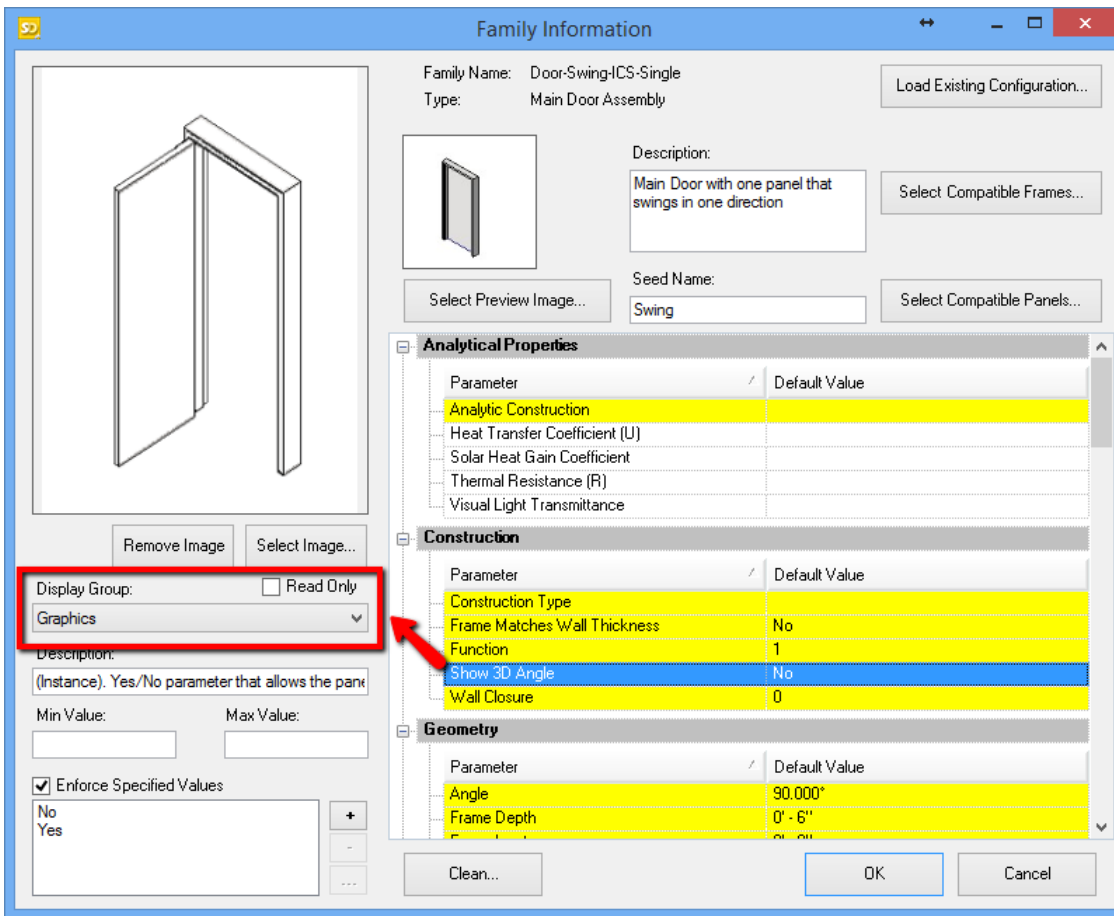 SD
Family Information
Family Name: Door-Swing-ICS-Single
Type: Main Door Assembly
Load Existing Configuration...
Description:
Main Door with one panel that
swings in one direction
Select Compatible Frames...
Select Preview Image...
Seed Name:
Swing
Select Compatible Panels...
Analytical Properties
Parameter Default Value
Analytic Construction
Heat Transfer Coefficient (U)
Solar Heat Gain Coefficient
Thermal Resistance (R)
Visual Light Transmittance
Construction
Parameter Default Value
Construction Type
Frame Matches Wall Thickness No
Function 1
Show 3D Angle No
Wall Closure 0
Geometry
Parameter Default Value
Angle 90.000°
Frame Depth 0' - 6"
Remove Image
Select Image...
Display Group:
Read Only
Graphics
Description:
(Instance). Yes/No parameter that allows the pane
Min Value:
Max Value:
Enforce Specified Values
No
Yes
+
-
...
Clean...
OK
Cancel